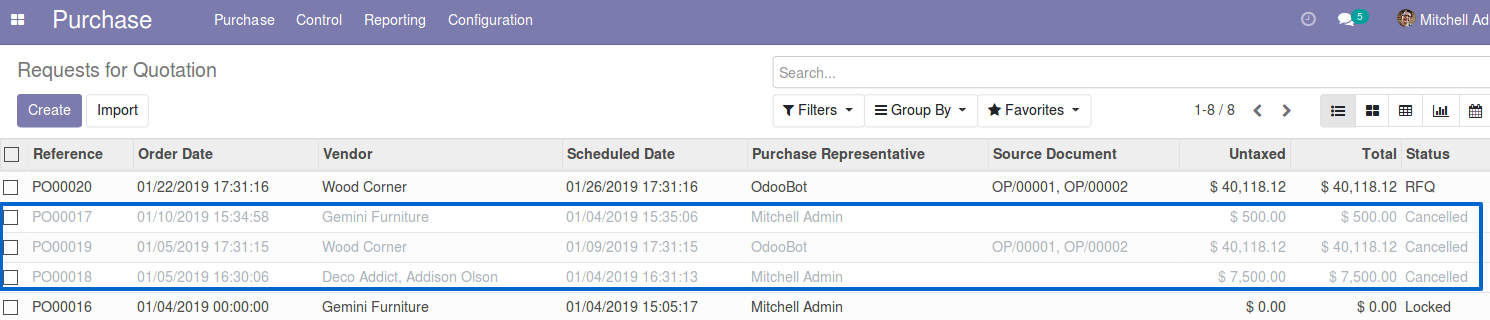 Purchase Purchase Control Reporting Configuration 5 Mitchell Ad
Requests for Quotation Search...
Create Import Filters Group By Favorites 1-8 / 8
Reference Order Date Vendor Scheduled Date Purchase Representative Source Document Untaxed Total Status
PO00020 01/22/2019 17:31:16 Wood Corner 01/26/2019 17:31:16 OdooBot OP/00001, OP/00002 $ 40,118.12 $ 40,118.12 RFQ
PO00017 01/10/2019 15:34:58 Gemini Furniture 01/04/2019 15:35:06 Mitchell Admin $ 500.00 $ 500.00 Cancelled
PO00019 01/05/2019 17:31:15 Wood Corner 01/09/2019 17:31:15 OdooBot OP/00001, OP/00002 $ 40,118.12 $ 40,118.12 Cancelled
PO00018 01/05/2019 16:30:06 Deco Addict, Addison Olson 01/04/2019 16:31:13 Mitchell Admin $ 7,500.00 $ 7,500.00 Cancelled
PO00016 01/04/2019 00:00:00 Gemini Furniture 01/04/2019 15:05:17 Mitchell Admin $ 0.00 $ 0.00 Locked